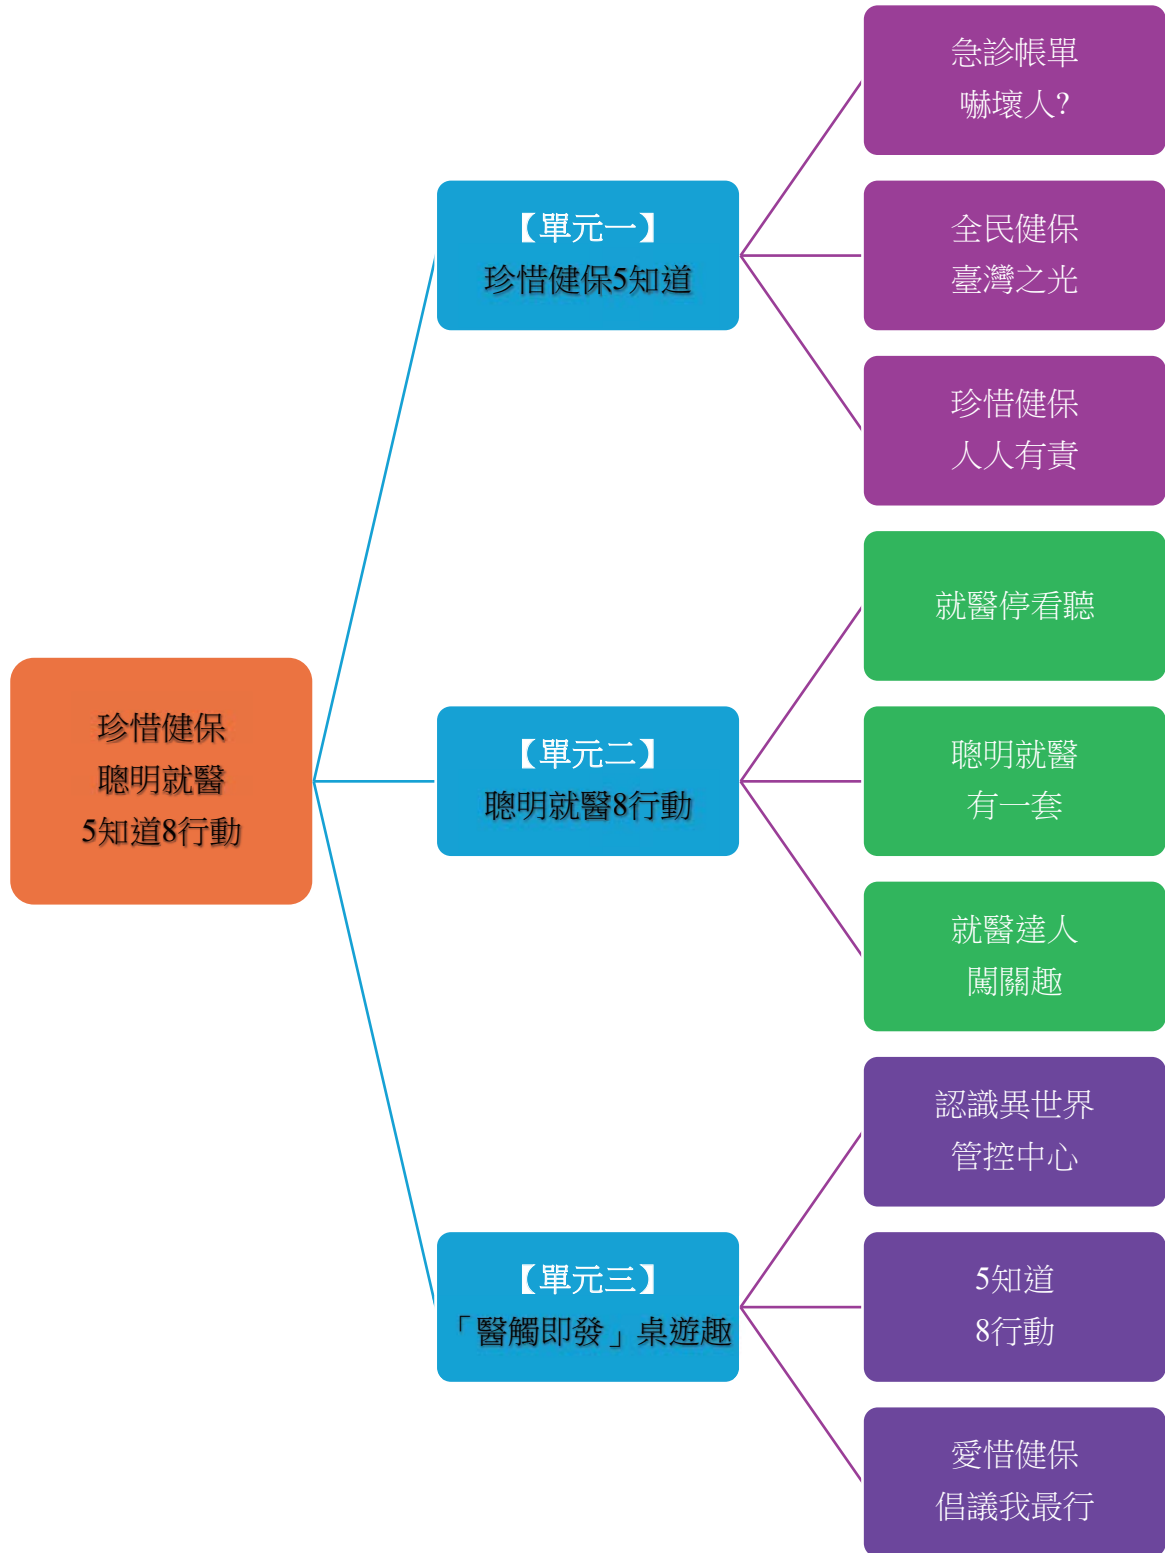 珍惜健保
聰明就醫
5知道8行動
【單元一】
珍惜健保5知道
急診帳單
嚇壞人?
全民健保
臺灣之光
珍惜健保
人人有責
【單元二】
聰明就醫8行動
就醫停看聽
聰明就醫
有一套
就醫達人
闖關趣
【單元三】
「醫觸即發」桌遊趣
認識異世界
管控中心
5知道
8行動
愛惜健保
倡議我最行